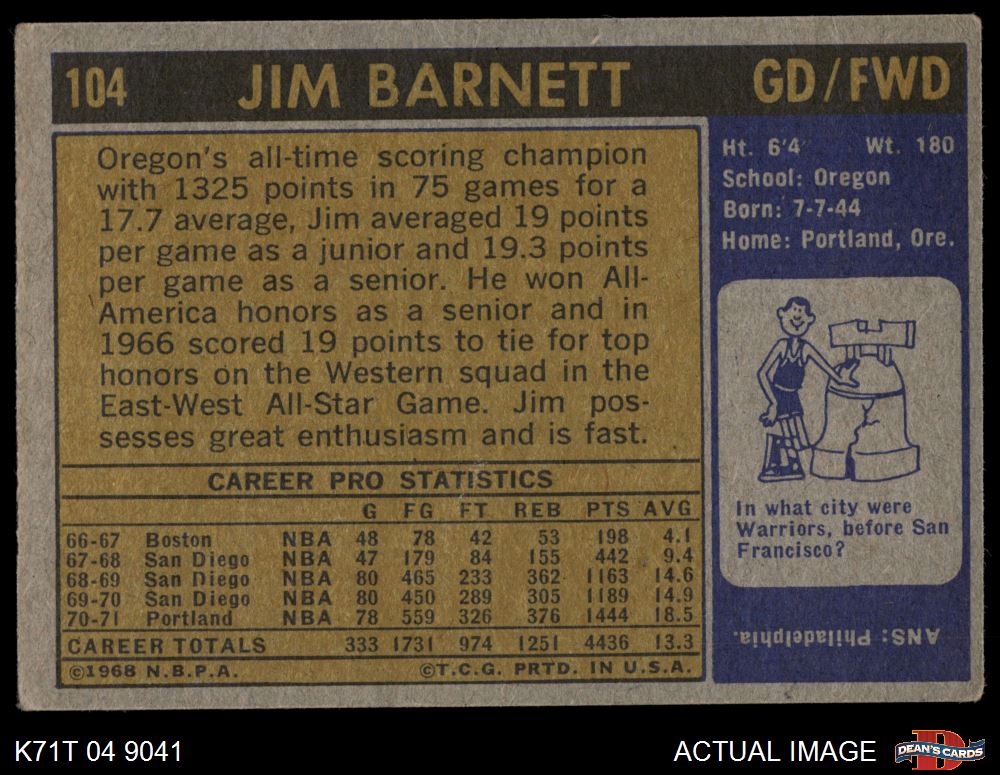 104 JIM BARNETT GD/FWD
Oregon's all-time scoring champion
with 1325 points in 75 games for a
17.7 average, Jim averaged 19 points
per game as a junior and 19.3 points
per game as a senior. He won All-
America honors as a senior and in
1966 scored 19 points to tie for top
honors on the Western squad in the
East-West All-Star Game. Jim pos-
sesses great enthusiasm and is fast.
CAREER PRO STATISTICS
G FG FT REB PTS AVG
66-67 Boston NBA 48 78 42 53 198 4.1
67-68 San Diego NBA 47 179 84 155 442 9.4
68-69 San Diego NBA 80 465 233 362 1163 14.6
69-70 San Diego NBA 80 450 289 305 1189 14.9
70-71 Portland NBA 78 559 326 376 1444 18.5
CAREER TOTALS 333 1731 974 1251 4436 13.3
©1968 N.B.P.A. ©T.C.G. PRTD. IN U.S.A.
Ht. 6'4" Wt. 180
School: Oregon
Born: 7-7-44
Home: Portland, Ore.
In what city were
Warriors, before San
Francisco?
ANS: Philadelphia.
K71T 04 9041
ACTUAL IMAGE
D
DEAN'S CARDS